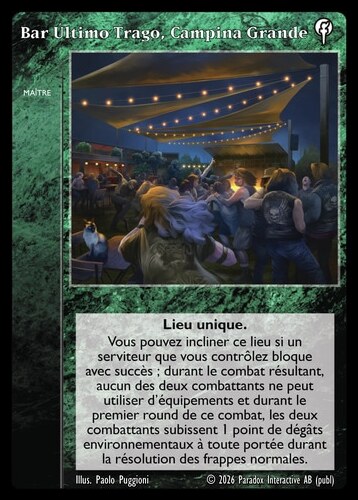 Bar Ultimo Trago, Campina Grande
MAÎTRE
Lieu unique.
Vous pouvez incliner ce lieu si un
serviteur que vous contrôlez bloque
avec succès ; durant le combat résultant,
aucun des deux combattants ne peut
utiliser d'équipements et durant le
premier round de ce combat, les deux
combattants subissent 1 point de dégâts
environnementaux à toute portée durant
la résolution des frappes normales.
Illus. Paolo Puggioni
© 2026 Paradox Interactive AB (publ)